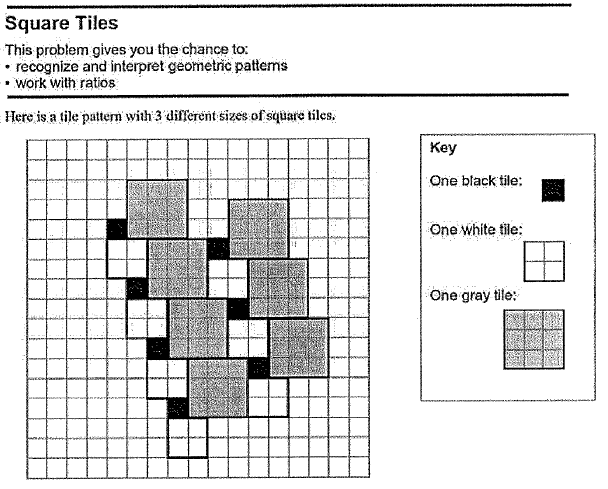 Square Tiles
This problem gives you the chance to:
• recognize and interpret geometric patterns
• work with ratios
Here is a tile pattern with 3 different sizes of square tiles.
Key
One black tile:
One white tile:
One gray tile: